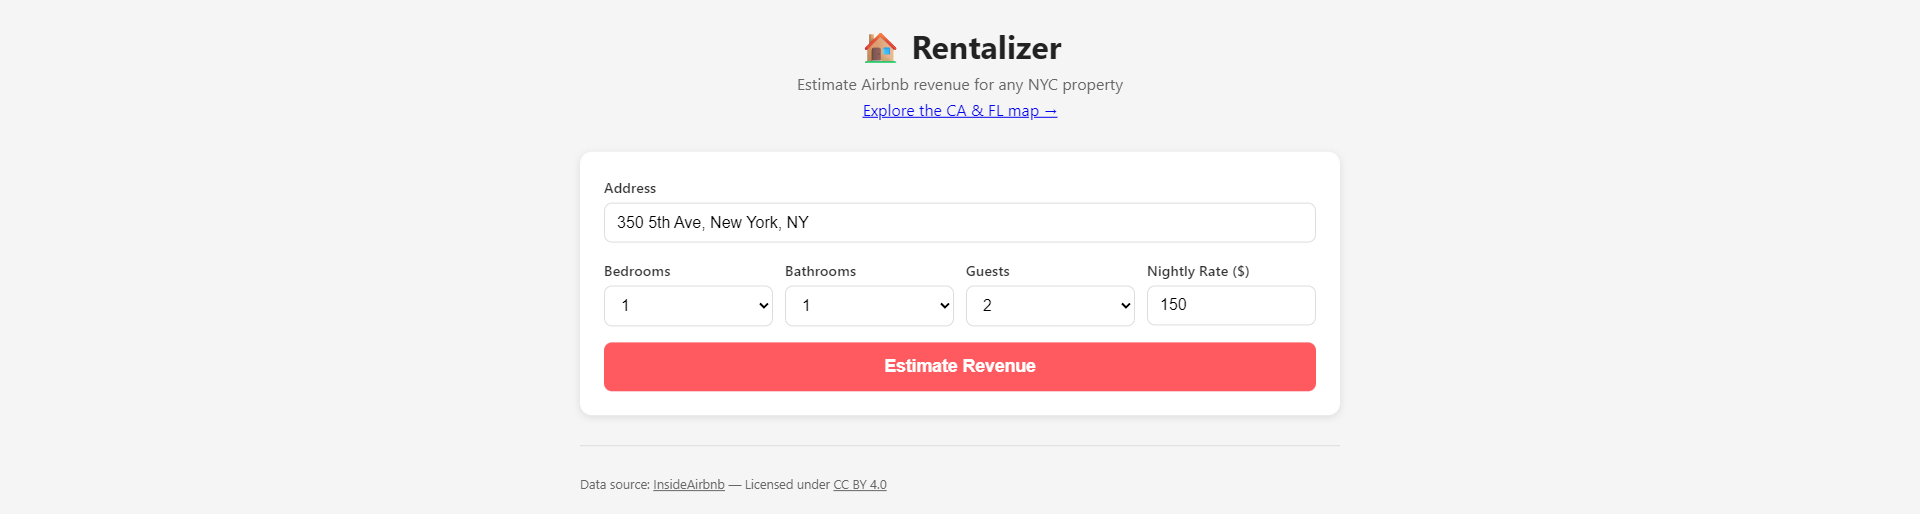 Rentalizer
Estimate Airbnb revenue for any NYC property
Explore the CA & FL map →
Address
350 5th Ave, New York, NY
Bedrooms Bathrooms Guests Nightly Rate ($)
1 1 2 150
Estimate Revenue
Data source: InsideAirbnb — Licensed under CC BY 4.0